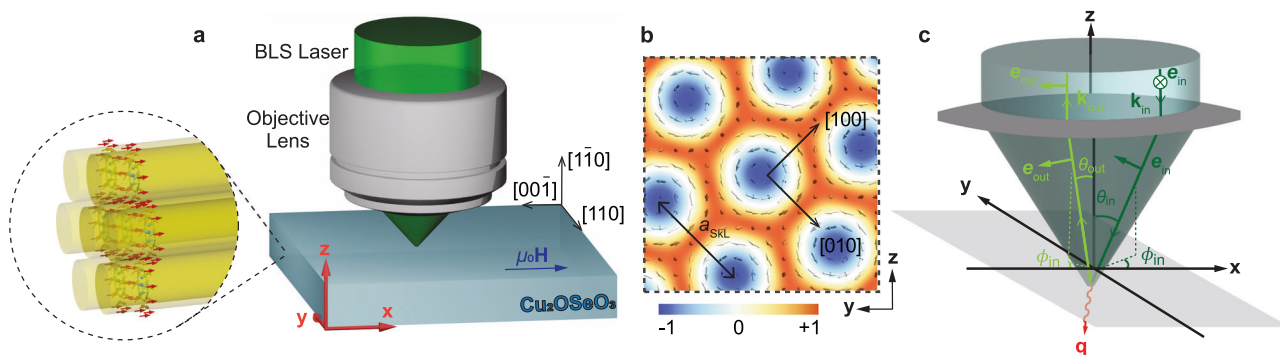 a
BLS Laser
Objective
Lens
[11̄0]
[001̄]
[110]
μ₀H
Cu₂OSeO₃
z
y
x
b
[100]
[010]
aSkL
z
y
-1
0
+1
c
z
eout
ein
kout
kin
eout
θout
ein
θin
y
ϕin
ϕin
x
q